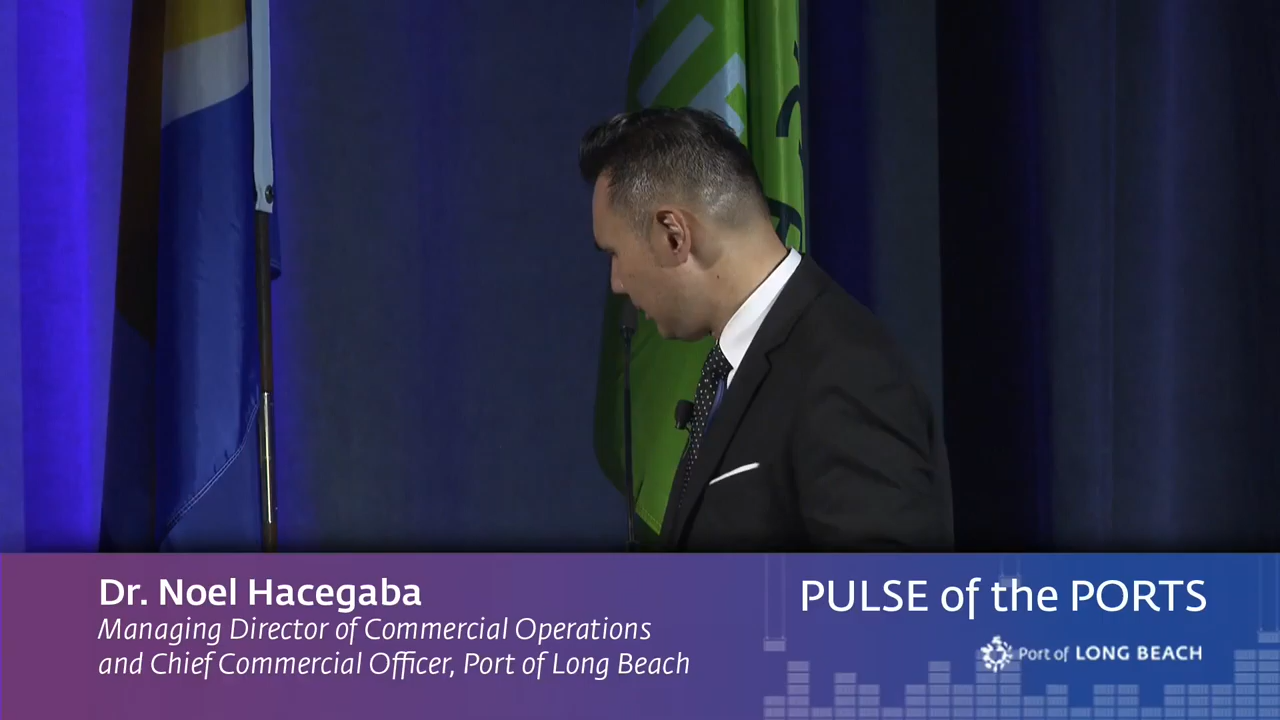 Dr. Noel Hacegaba
Managing Director of Commercial Operations
and Chief Commercial Officer, Port of Long Beach
PULSE of the PORTS
Port of LONG BEACH